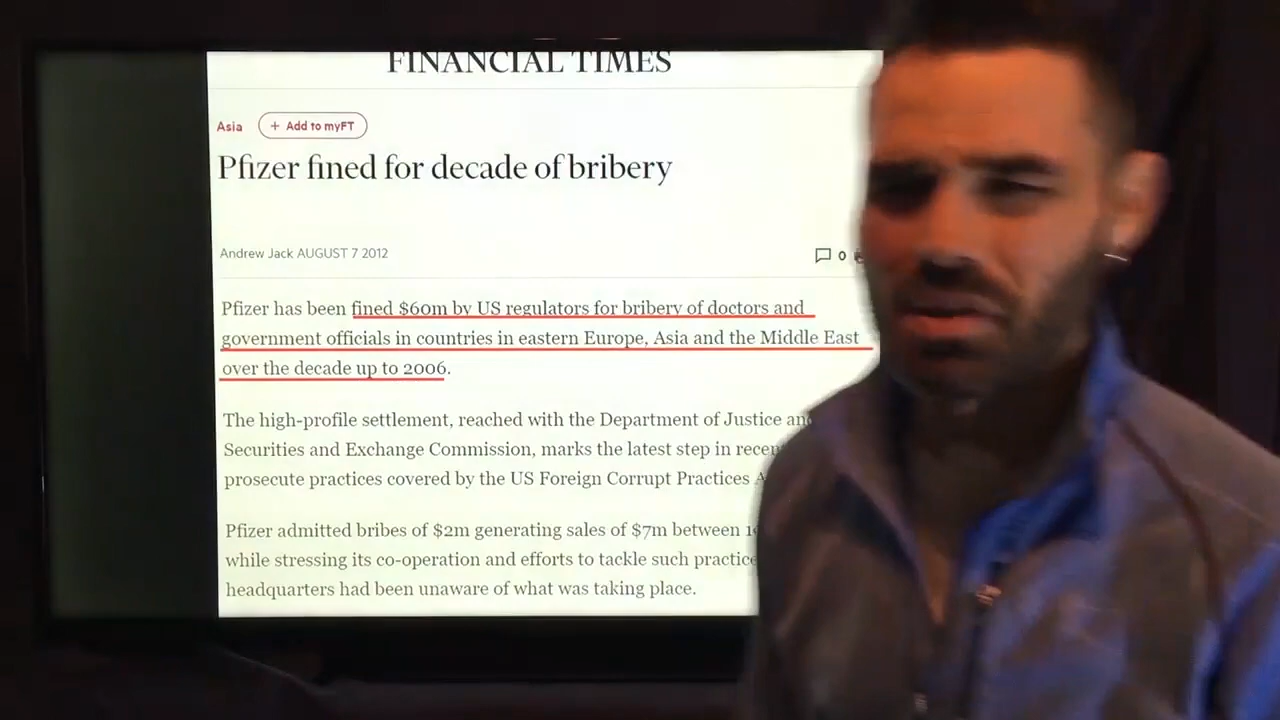 FINANCIAL TIMES
Asia
+ Add to myFT
Pfizer fined for decade of bribery
Andrew Jack AUGUST 7 2012
0
Pfizer has been fined $60m by US regulators for bribery of doctors and
government officials in countries in eastern Europe, Asia and the Middle East
over the decade up to 2006.
The high-profile settlement, reached with the Department of Justice
Securities and Exchange Commission, marks the latest step in
prosecute practices covered by the US Foreign Corrupt Practices
Pfizer admitted bribes of $2m generating sales of $7m between
while stressing its co-operation and efforts to tackle such
headquarters had been unaware of what was taking place.